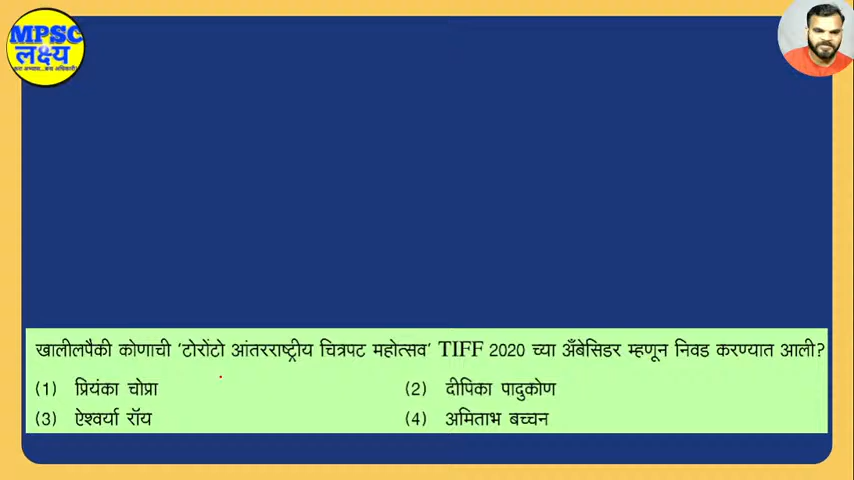 MPSC
लक्ष्य
खालीलपैकी कोणाची 'टोरोंटो आंतरराष्ट्रीय चित्रपट महोत्सव' TIFF 2020 च्या अँबेसिडर म्हणून निवड करण्यात आली?
(1) प्रियंका चोप्रा (2) दीपिका पादुकोण
(3) ऐश्वर्या रॉय (4) अमिताभ बच्चन